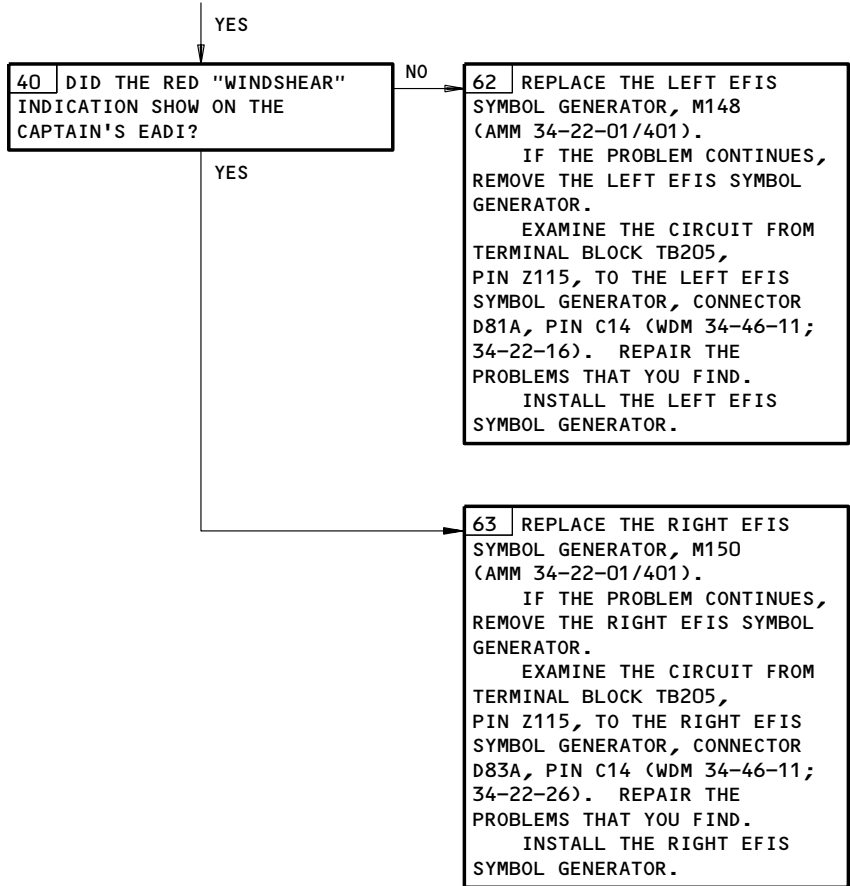 YES
40 DID THE RED "WINDSHEAR"
INDICATION SHOW ON THE
CAPTAIN'S EADI?
NO
YES
62 REPLACE THE LEFT EFIS
SYMBOL GENERATOR, M148
(AMM 34-22-01/401).
IF THE PROBLEM CONTINUES,
REMOVE THE LEFT EFIS SYMBOL
GENERATOR.
EXAMINE THE CIRCUIT FROM
TERMINAL BLOCK TB205,
PIN Z115, TO THE LEFT EFIS
SYMBOL GENERATOR, CONNECTOR
D81A, PIN C14 (WDM 34-46-11;
34-22-16). REPAIR THE
PROBLEMS THAT YOU FIND.
INSTALL THE LEFT EFIS
SYMBOL GENERATOR.
63 REPLACE THE RIGHT EFIS
SYMBOL GENERATOR, M150
(AMM 34-22-01/401).
IF THE PROBLEM CONTINUES,
REMOVE THE RIGHT EFIS SYMBOL
GENERATOR.
EXAMINE THE CIRCUIT FROM
TERMINAL BLOCK TB205,
PIN Z115, TO THE RIGHT EFIS
SYMBOL GENERATOR, CONNECTOR
D83A, PIN C14 (WDM 34-46-11;
34-22-26). REPAIR THE
PROBLEMS THAT YOU FIND.
INSTALL THE RIGHT EFIS
SYMBOL GENERATOR.